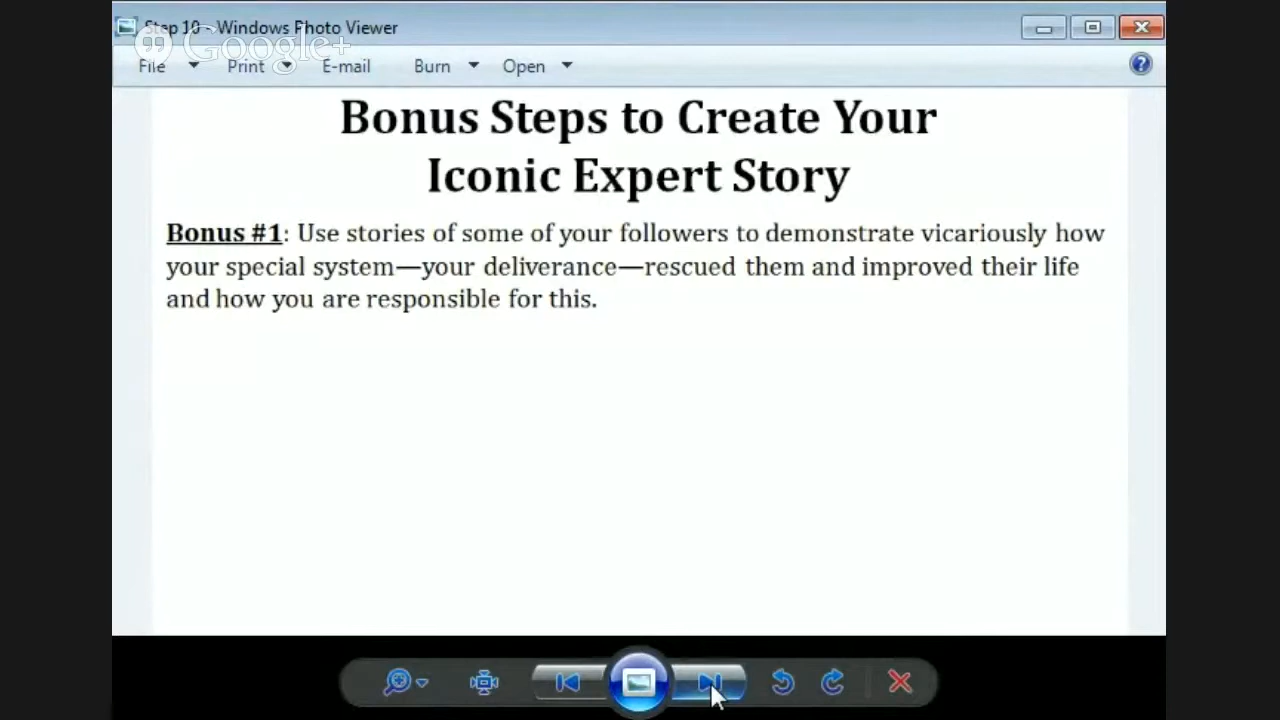 Step 10 - Windows Photo Viewer
Google+
File Print E-mail Burn Open
Bonus Steps to Create Your
Iconic Expert Story
Bonus #1: Use stories of some of your followers to demonstrate vicariously how
your special system—your deliverance—rescued them and improved their life
and how you are responsible for this.